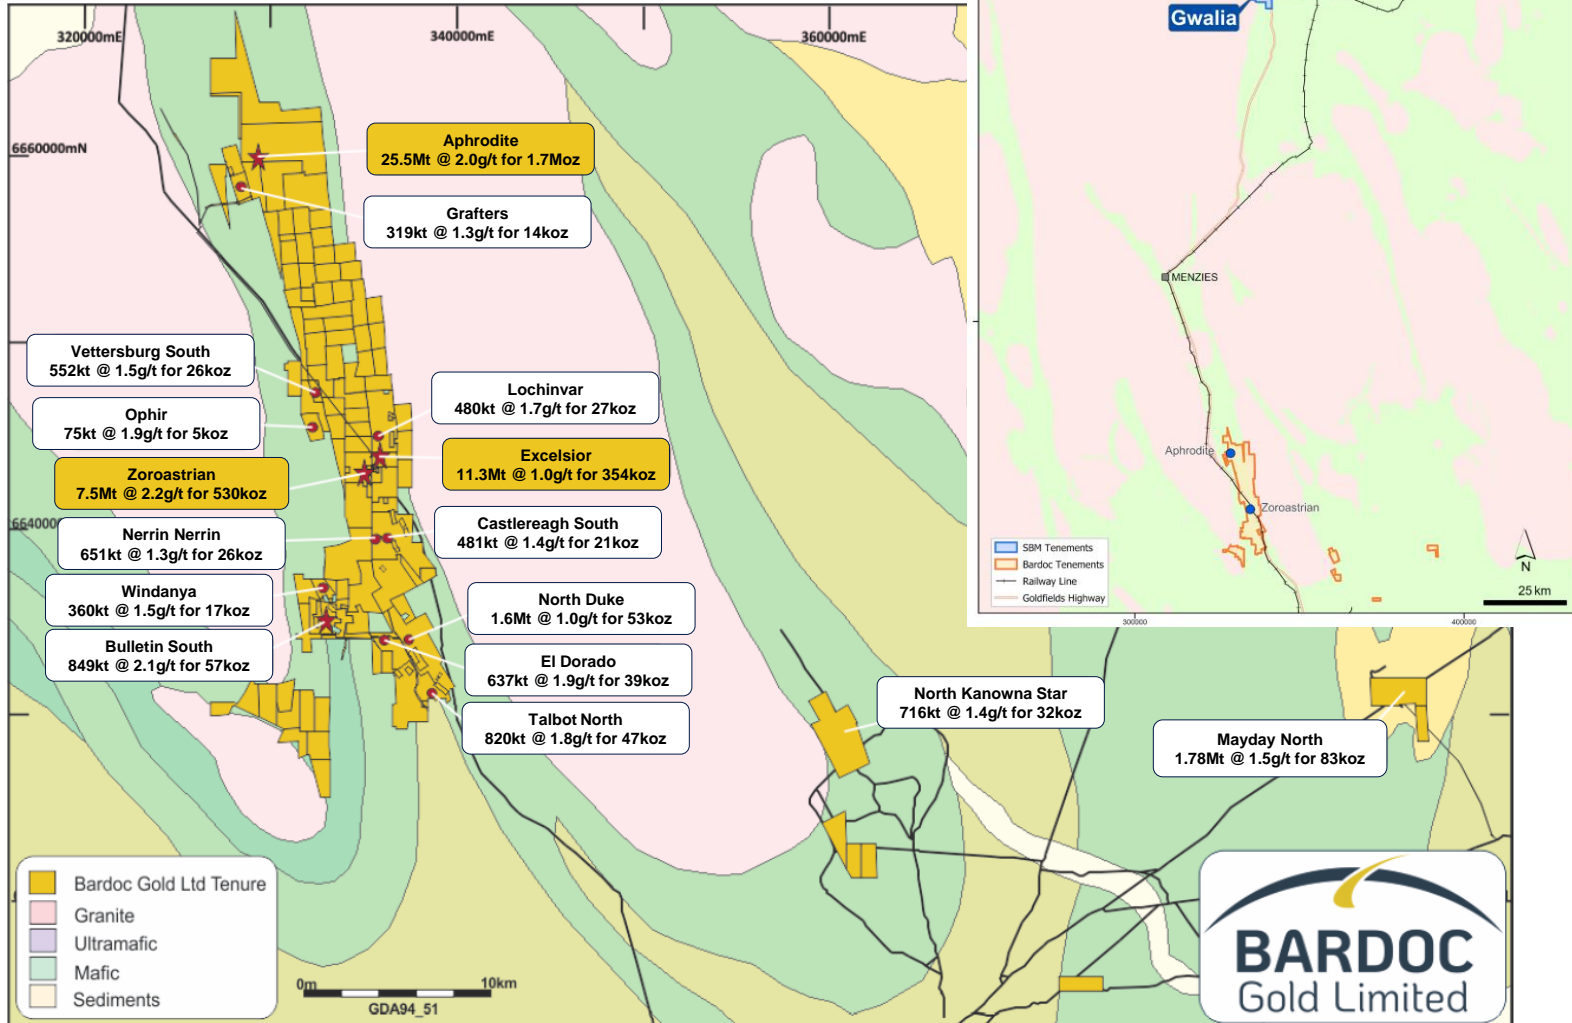 320000mE
340000mE
360000mE
6660000mN
Aphrodite
25.5Mt @ 2.0g/t for 1.7Moz
Grafters
319kt @ 1.3g/t for 14koz
Vettersburg South
552kt @ 1.5g/t for 26koz
Ophir
75kt @ 1.9g/t for 5koz
Lochinvar
480kt @ 1.7g/t for 27koz
Zoroastrian
7.5Mt @ 2.2g/t for 530koz
Excelsior
11.3Mt @ 1.0g/t for 354koz
6640000
Nerrin Nerrin
651kt @ 1.3g/t for 26koz
Castlereagh South
481kt @ 1.4g/t for 21koz
Windanya
360kt @ 1.5g/t for 17koz
North Duke
1.6Mt @ 1.0g/t for 53koz
Bulletin South
849kt @ 2.1g/t for 57koz
El Dorado
637kt @ 1.9g/t for 39koz
Talbot North
820kt @ 1.8g/t for 47koz
North Kanowna Star
716kt @ 1.4g/t for 32koz
Mayday North
1.78Mt @ 1.5g/t for 83koz
Bardoc Gold Ltd Tenure
Granite
Ultramafic
Mafic
Sediments
0m
10km
GDA94_51
BARDOC
Gold Limited
Gwalia
MENZIES
Aphrodite
Zoroastrian
SBM Tenements
Bardoc Tenements
Railway Line
Goldfields Highway
N
25 km
300000
400000